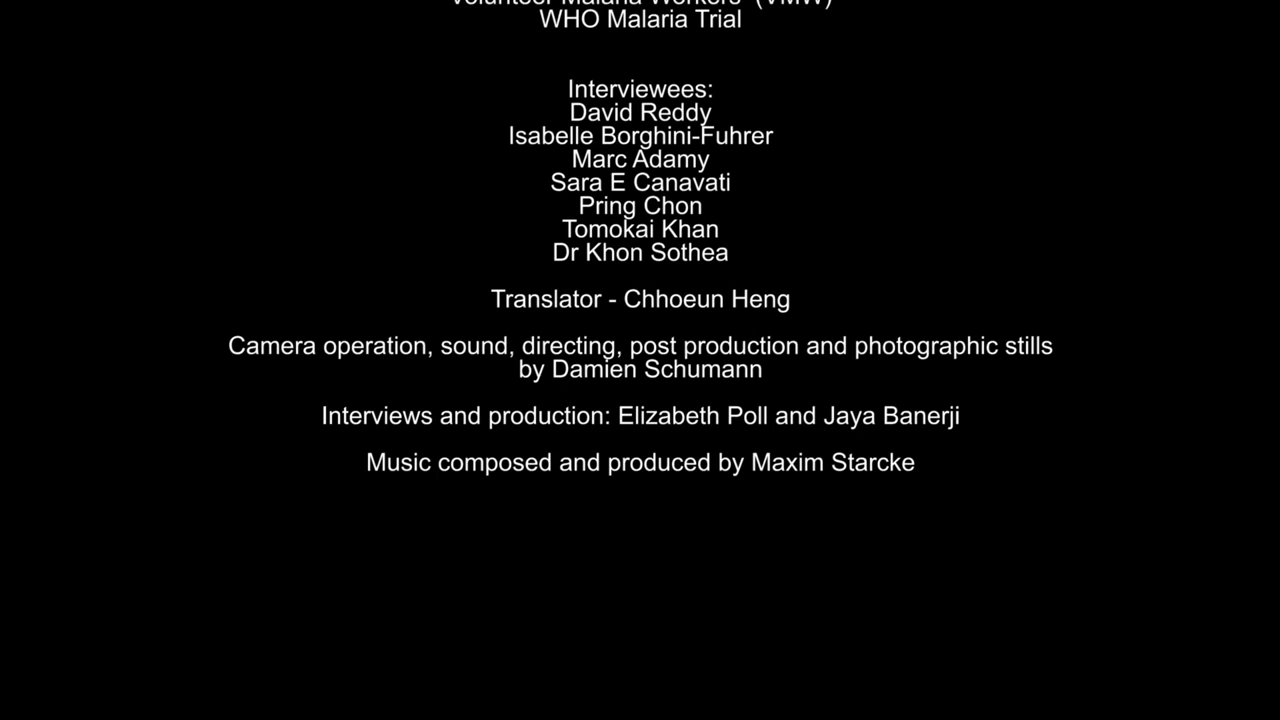 Volunteer Malaria Workers (VMW)
WHO Malaria Trial
Interviewees:
David Reddy
Isabelle Borghini-Fuhrer
Marc Adamy
Sara E Canavati
Pring Chon
Tomokai Khan
Dr Khon Sothea
Translator - Chhoeun Heng
Camera operation, sound, directing, post production and photographic stills
by Damien Schumann
Interviews and production: Elizabeth Poll and Jaya Banerji
Music composed and produced by Maxim Starcke